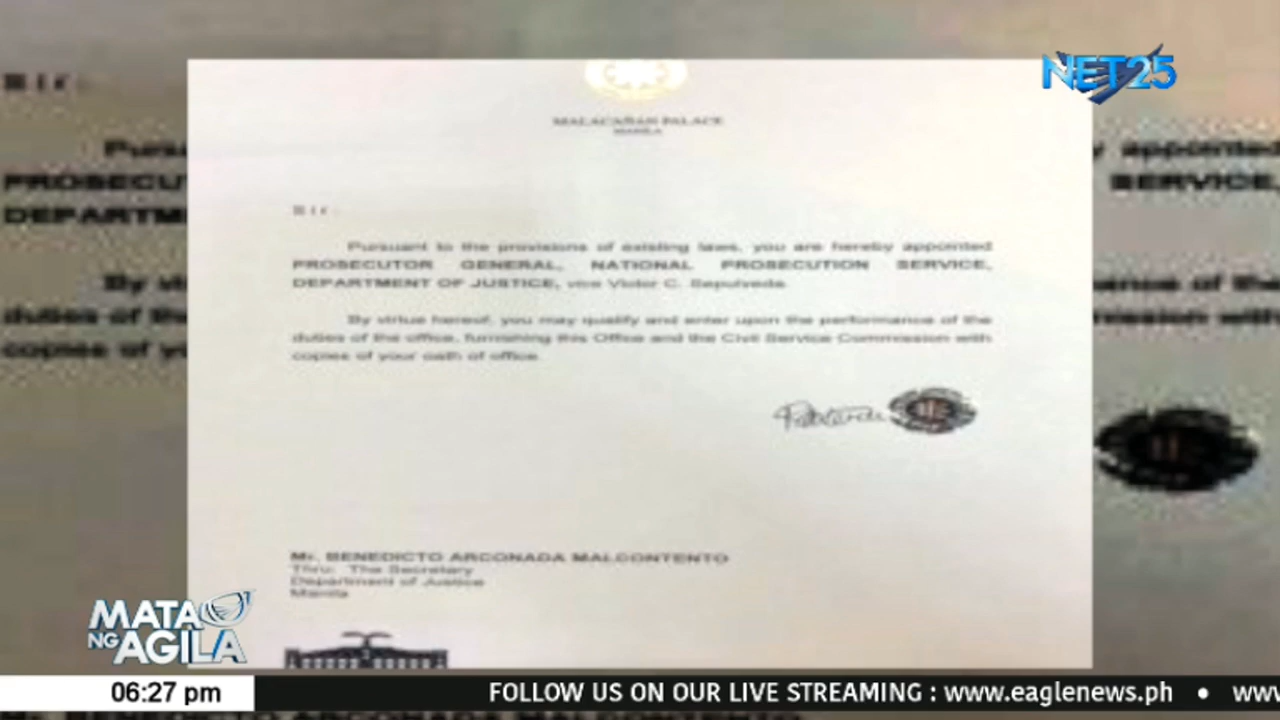 NET25
MALACAÑAN PALACE
MANILA
Sir:
Pursuant to the provisions of existing laws, you are hereby appointed
PROSECUTOR GENERAL, NATIONAL PROSECUTION SERVICE,
DEPARTMENT OF JUSTICE, vice Victor C. Sepulveda.
By virtue hereof, you may qualify and enter upon the performance of the
duties of the office, furnishing this Office and the Civil Service Commission with
copies of your oath of office.
Mr. BENEDICTO ARCONADA MALCONTENTO
Thru: The Secretary
Department of Justice
Manila
MATA
NG AGILA
06:27 pm
FOLLOW US ON OUR LIVE STREAMING : www.eaglenews.ph • www